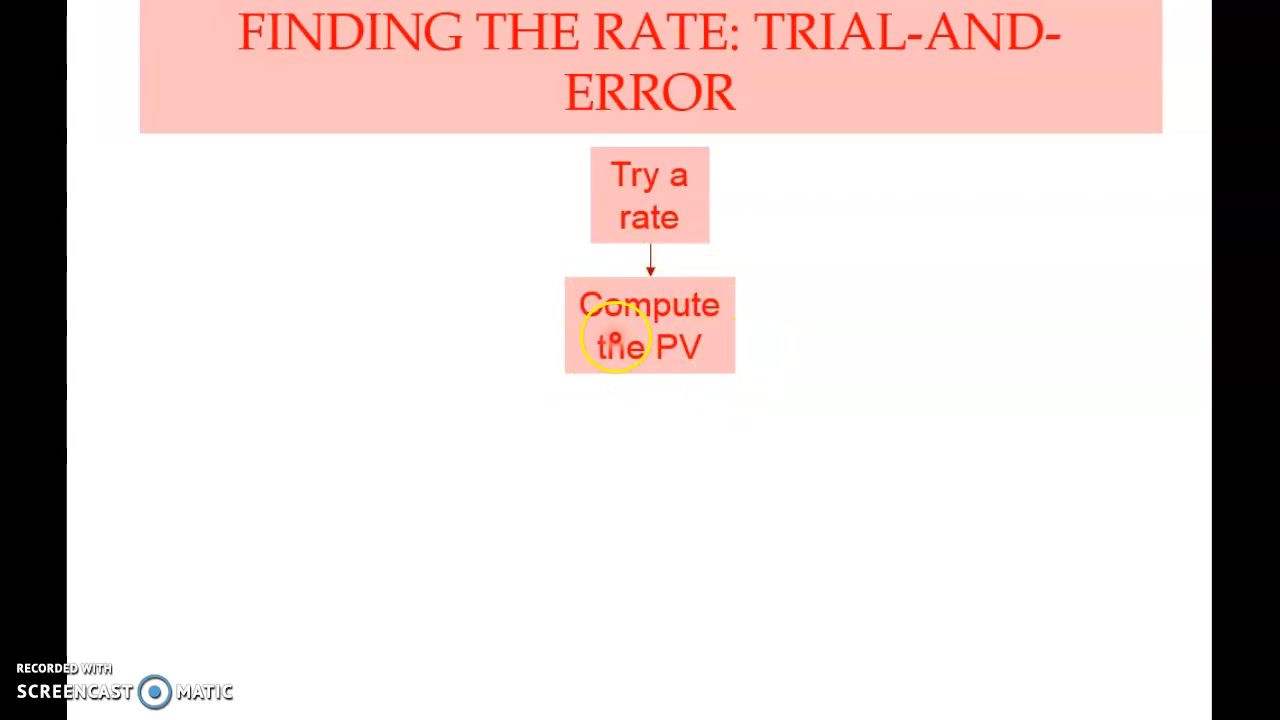 FINDING THE RATE: TRIAL-AND-
ERROR
Try a
rate
Compute
the PV
RECORDED WITH
SCREENCAST MATIC